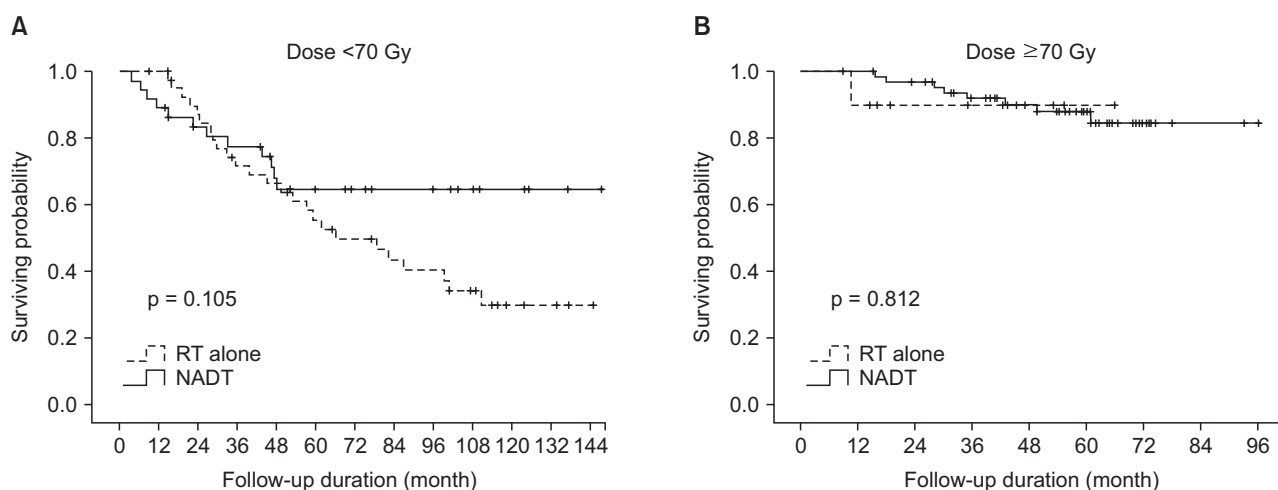 A
Dose <70 Gy
1.0
0.8
0.6
0.4
0.2
0.0
Surviving probability
p = 0.105
RT alone
NADT
0 12 24 36 48 60 72 84 96 108 120 132 144
Follow-up duration (month)
B
Dose ≥70 Gy
1.0
0.8
0.6
0.4
0.2
0.0
Surviving probability
p = 0.812
RT alone
NADT
0 12 24 36 48 60 72 84 96
Follow-up duration (month)